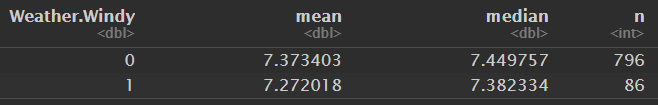 Weather.Windy mean median n
<dbl> <dbl> <dbl> <int>
0 7.373403 7.449757 796
1 7.272018 7.382334 86